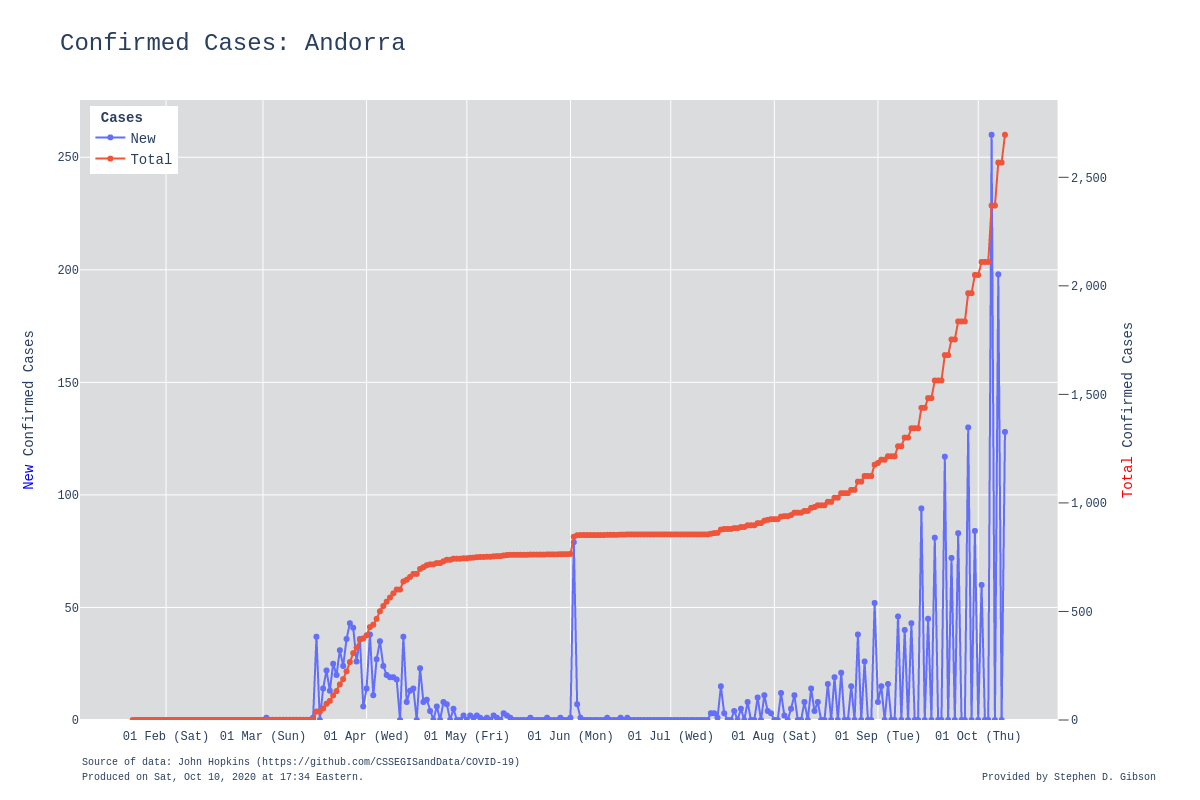 Confirmed Cases: Andorra
Cases
New
Total
250
200
150
100
50
0
2,500
2,000
1,500
1,000
500
0
New Confirmed Cases
Total Confirmed Cases
01 Feb (Sat) 01 Mar (Sun) 01 Apr (Wed) 01 May (Fri) 01 Jun (Mon) 01 Jul (Wed) 01 Aug (Sat) 01 Sep (Tue) 01 Oct (Thu)
Source of data: John Hopkins (https://github.com/CSSEGISandData/COVID-19)
Produced on Sat, Oct 10, 2020 at 17:34 Eastern.
Provided by Stephen D. Gibson